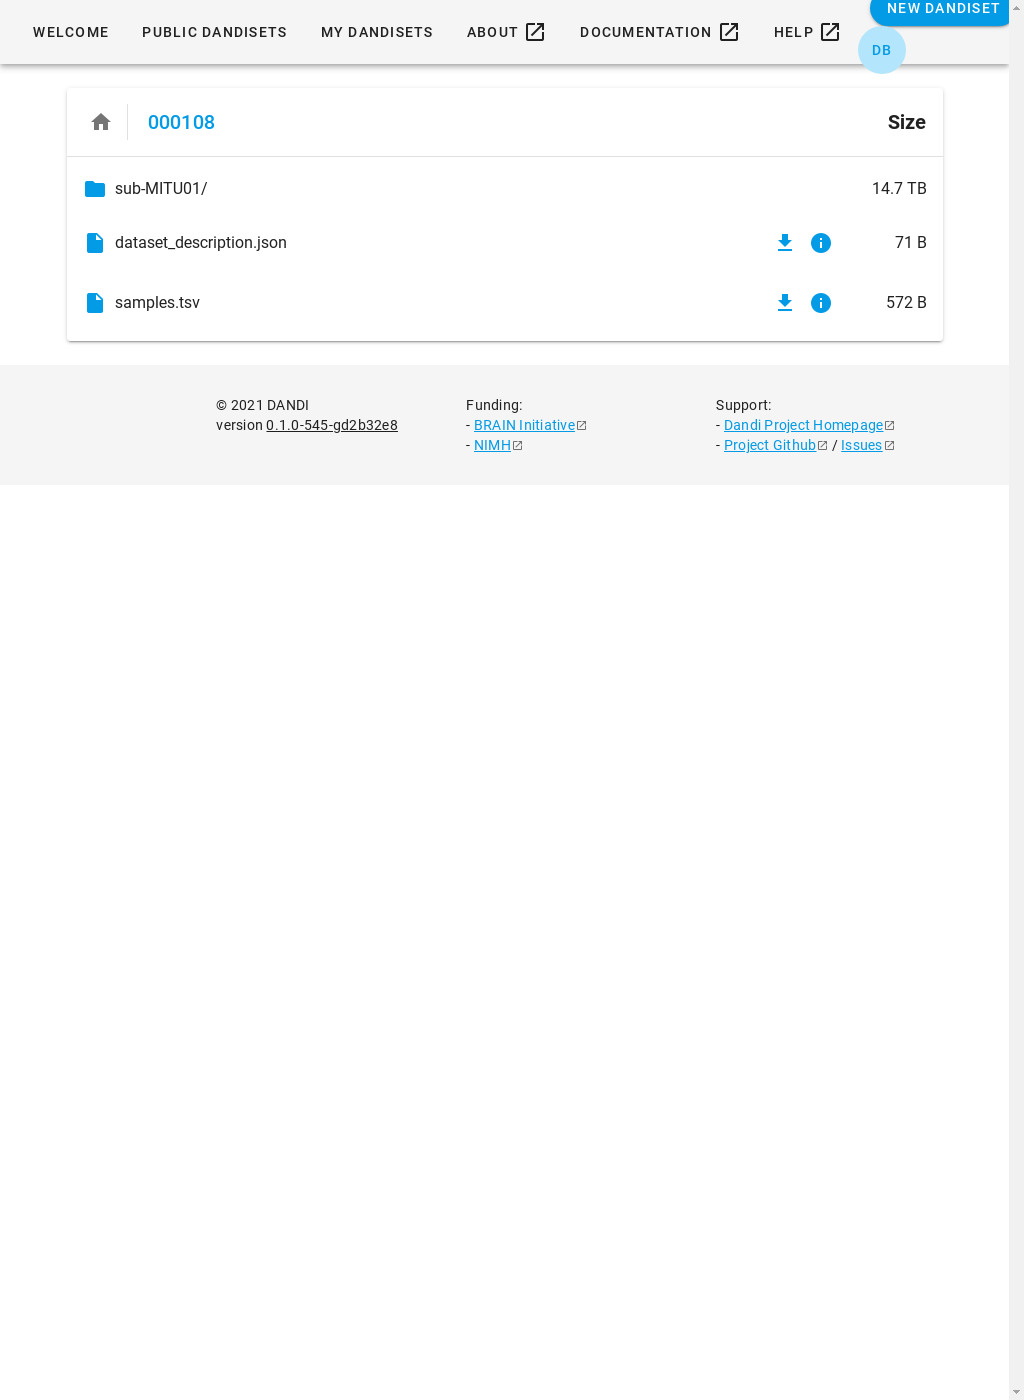 NEW DANDISET
WELCOME PUBLIC DANDISETS MY DANDISETS ABOUT DOCUMENTATION HELP
DB
000108 Size
sub-MITU01/ 14.7 TB
dataset_description.json 71 B
samples.tsv 572 B
© 2021 DANDI
version 0.1.0-545-gd2b32e8
Funding:
- BRAIN Initiative
- NIMH
Support:
- Dandi Project Homepage
- Project Github / Issues